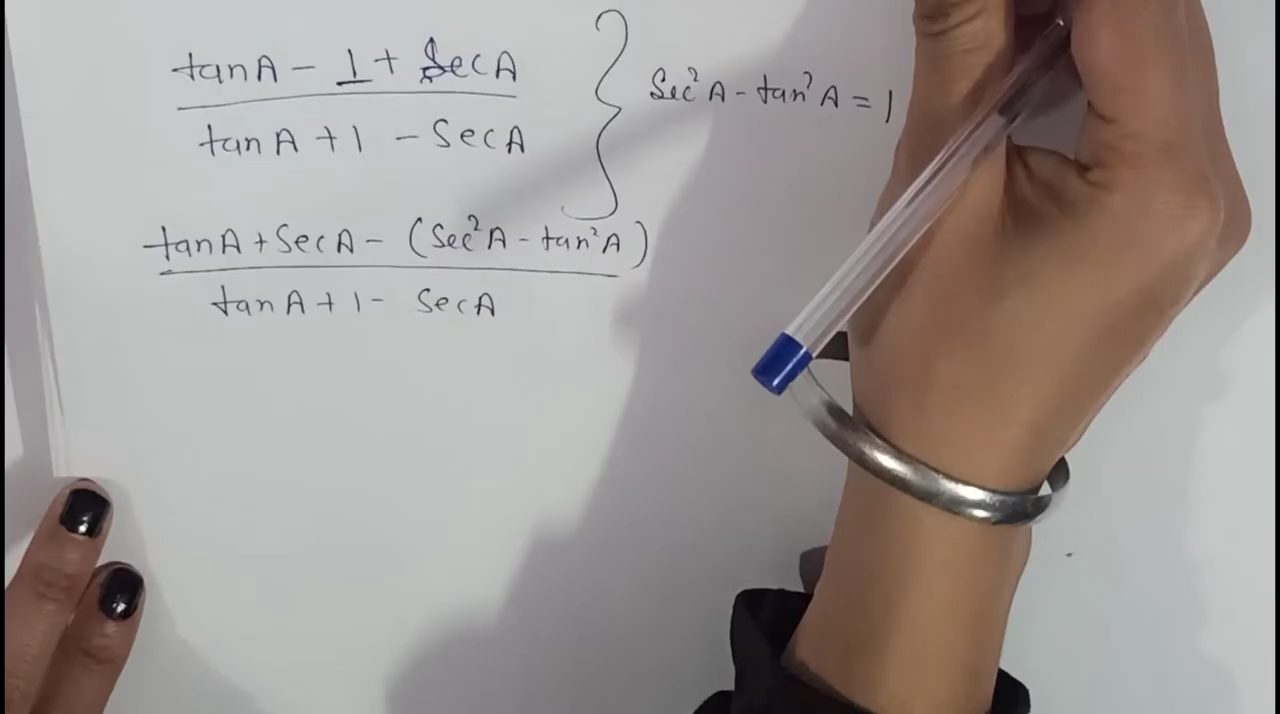 tanA - 1 + SecA
tanA + 1 - SecA
Sec²A - tan²A = 1
tanA + SecA - (Sec²A - tan²A)
tanA + 1 - SecA